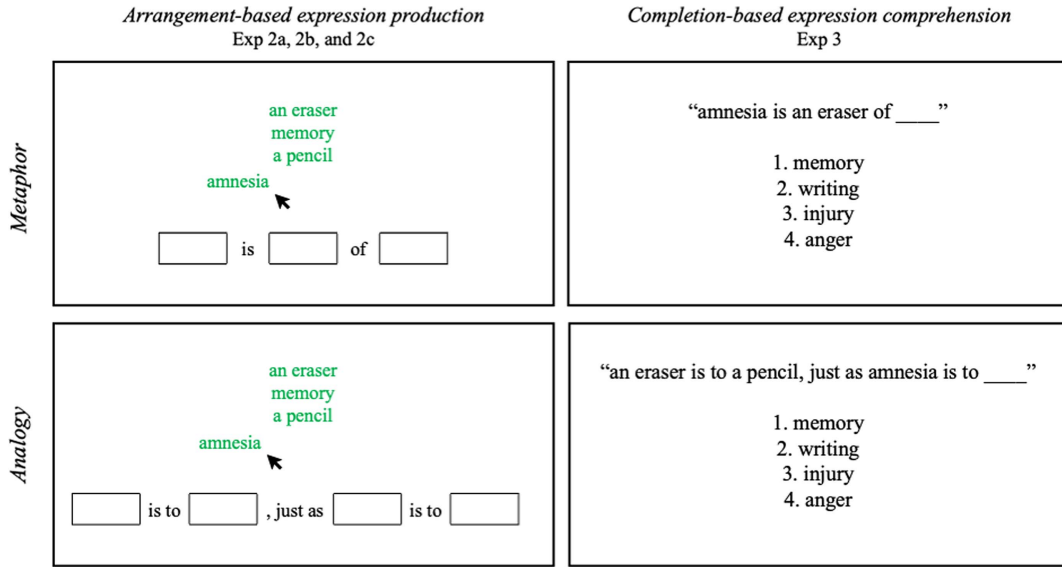 Arrangement-based expression production
Exp 2a, 2b, and 2c
Completion-based expression comprehension
Exp 3
Metaphor
an eraser
memory
a pencil
amnesia
is of
“amnesia is an eraser of ____”
1. memory
2. writing
3. injury
4. anger
Analogy
an eraser
memory
a pencil
amnesia
is to , just as is to
“an eraser is to a pencil, just as amnesia is to ____”
1. memory
2. writing
3. injury
4. anger